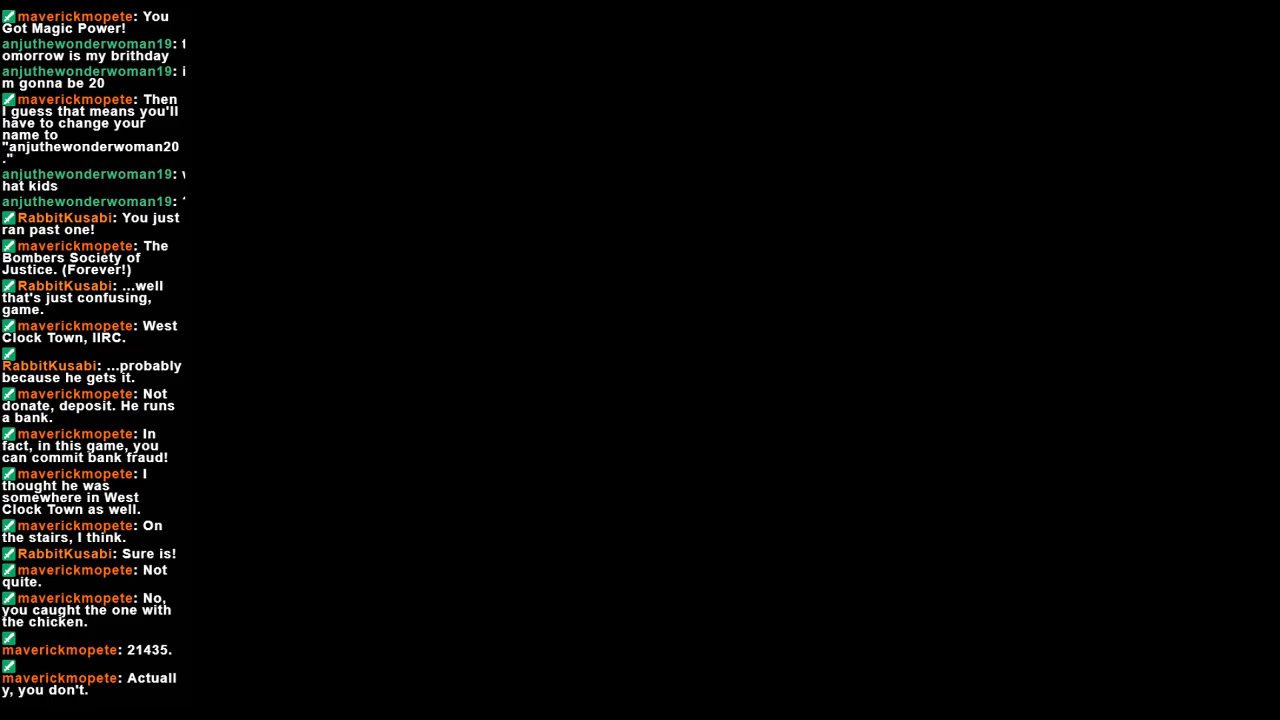 maverickmopete: You
Got Magic Power!
anjuthewonderwoman19: t
omorrow is my brithday
anjuthewonderwoman19: i
m gonna be 20
maverickmopete: Then
I guess that means you'll
have to change your
name to
"anjuthewonderwoman20
."
anjuthewonderwoman19: w
hat kids
anjuthewonderwoman19:
RabbitKusabi: You just
ran past one!
maverickmopete: The
Bombers Society of
Justice. (Forever!)
RabbitKusabi: ...well
that's just confusing,
game.
maverickmopete: West
Clock Town, IIRC.
RabbitKusabi: ...probably
because he gets it.
maverickmopete: Not
donate, deposit. He runs
a bank.
maverickmopete: In
fact, in this game, you
can commit bank fraud!
maverickmopete: I
thought he was
somewhere in West
Clock Town as well.
maverickmopete: On
the stairs, I think.
RabbitKusabi: Sure is!
maverickmopete: Not
quite.
maverickmopete: No,
you caught the one with
the chicken.
maverickmopete: 21435.
maverickmopete: Actuall
y, you don't.